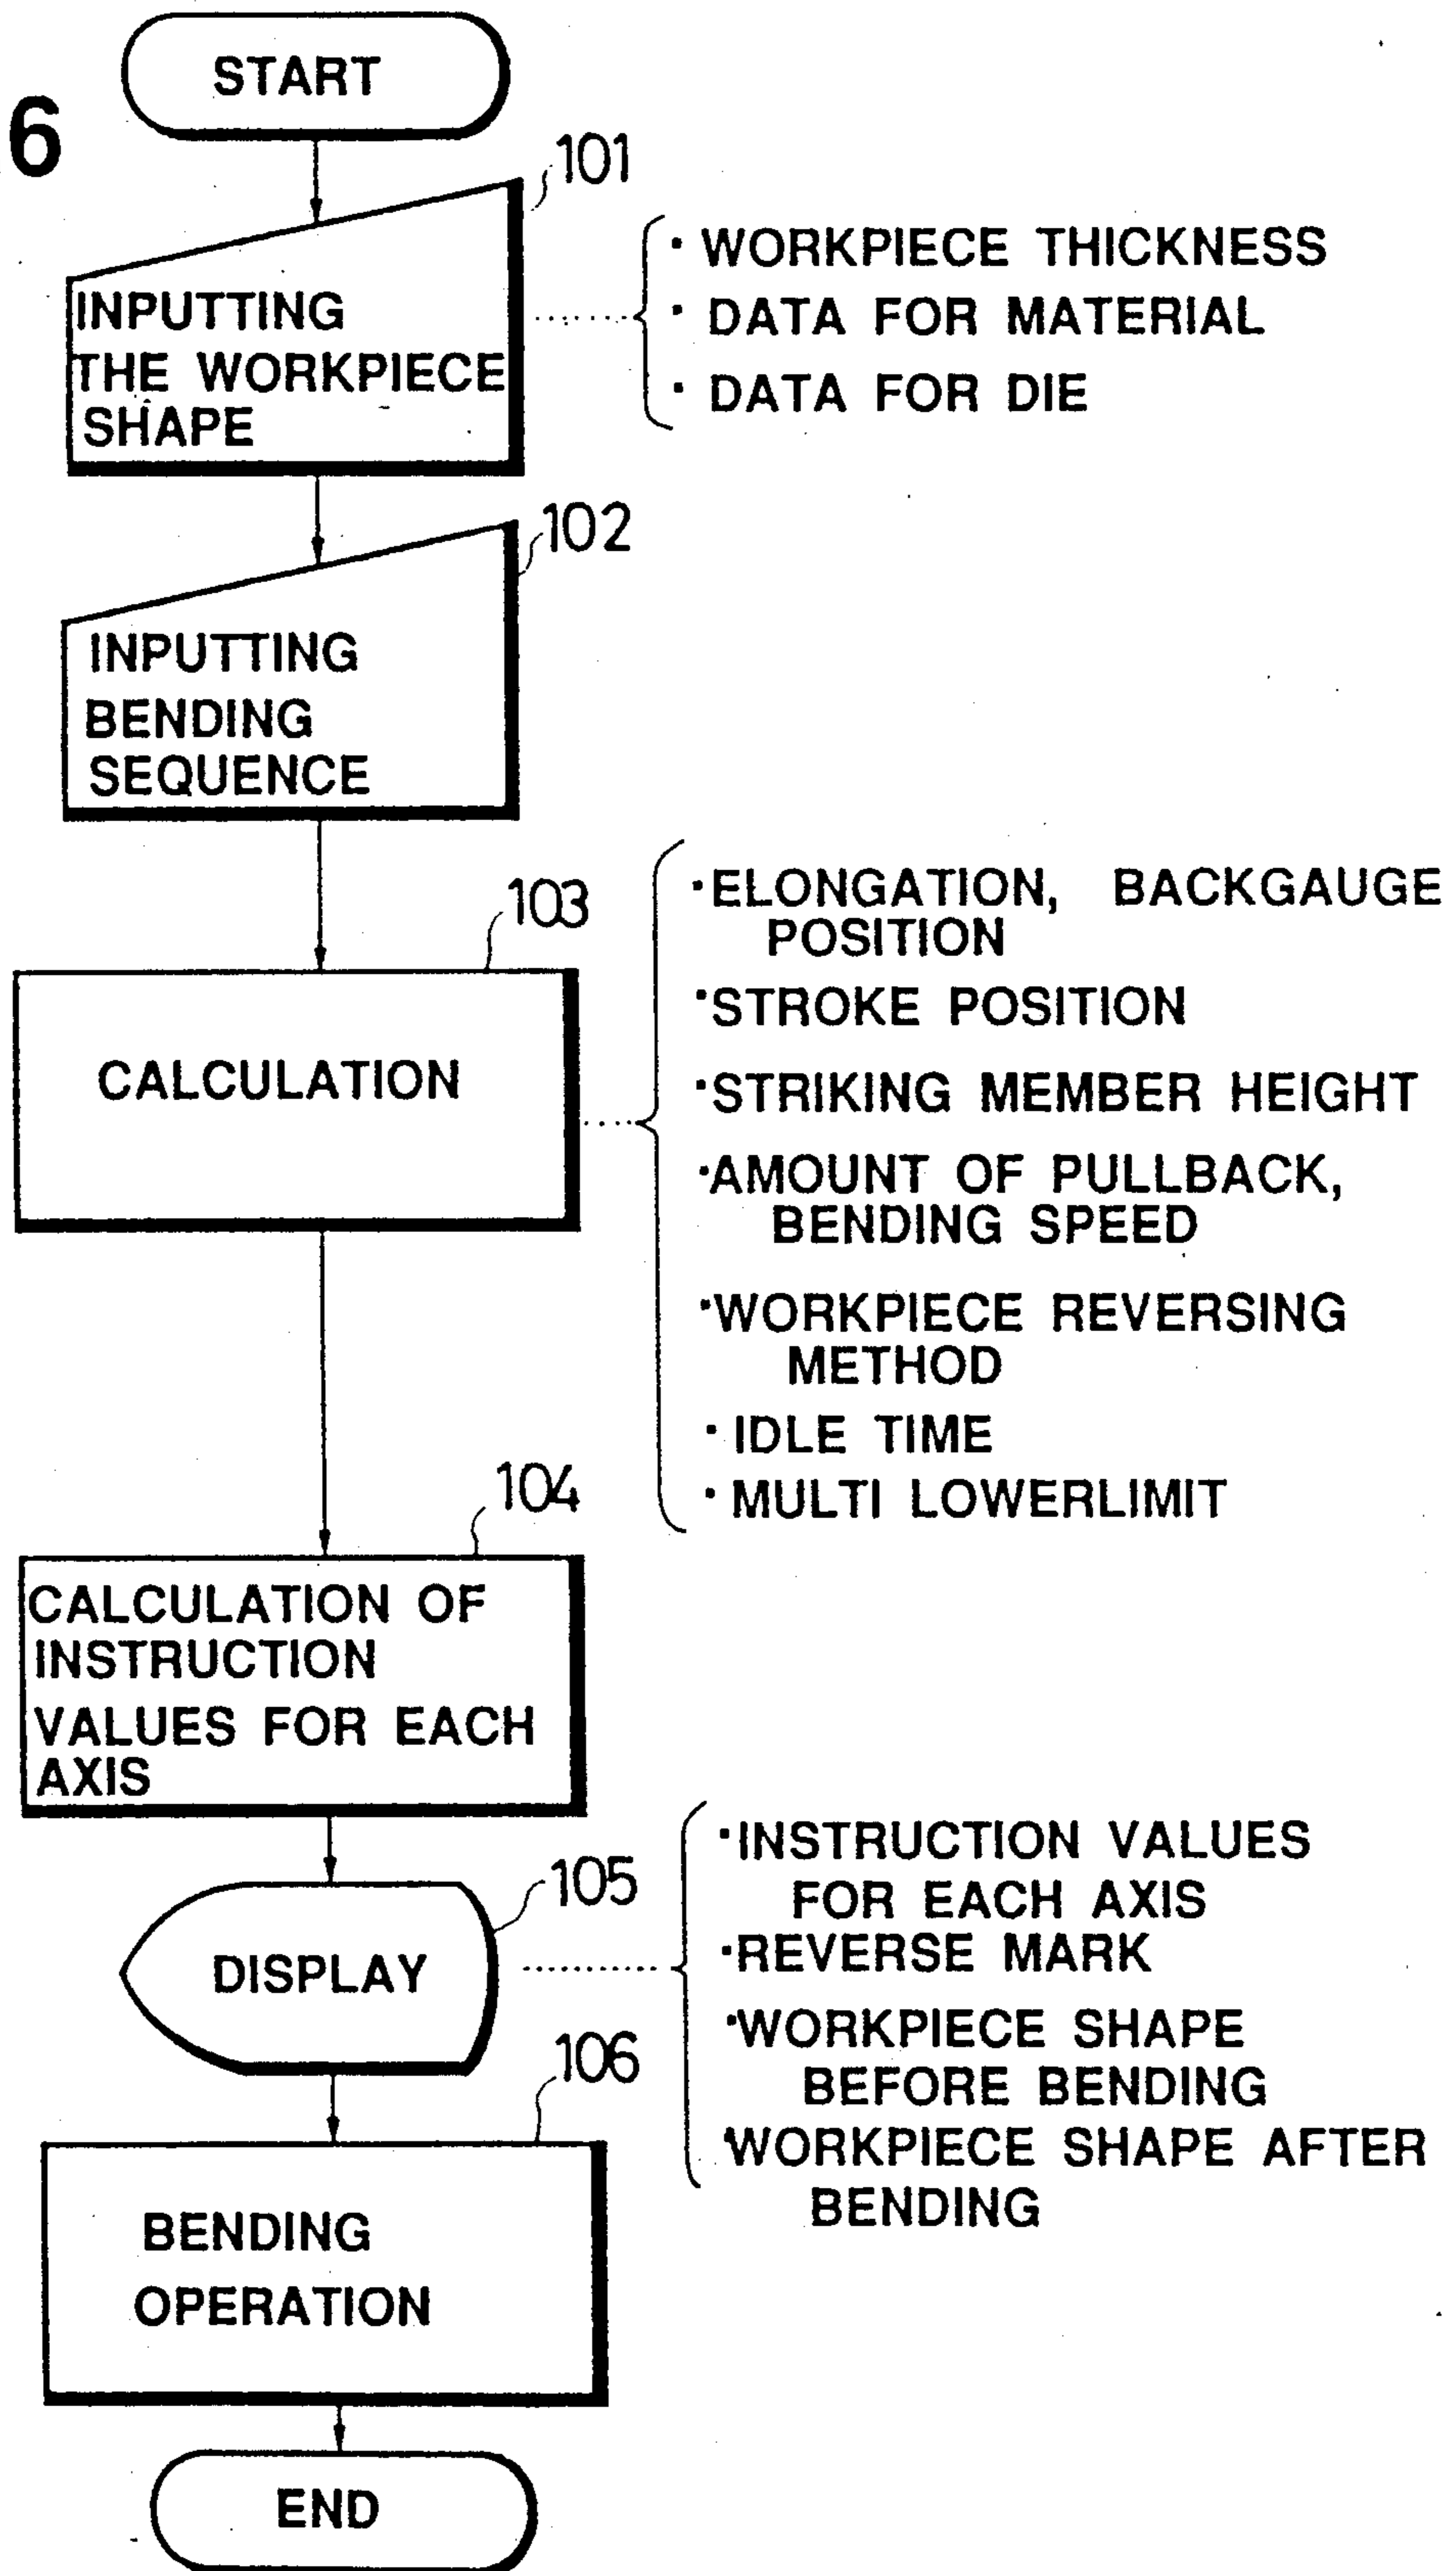 6
START
101
INPUTTING
THE WORKPIECE
SHAPE
· WORKPIECE THICKNESS
· DATA FOR MATERIAL
· DATA FOR DIE
102
INPUTTING
BENDING
SEQUENCE
103
CALCULATION
·ELONGATION, BACKGAUGE
POSITION
·STROKE POSITION
·STRIKING MEMBER HEIGHT
·AMOUNT OF PULLBACK,
BENDING SPEED
·WORKPIECE REVERSING
METHOD
· IDLE TIME
· MULTI LOWERLIMIT
104
CALCULATION OF
INSTRUCTION
VALUES FOR EACH
AXIS
105
DISPLAY
·INSTRUCTION VALUES
FOR EACH AXIS
·REVERSE MARK
·WORKPIECE SHAPE
BEFORE BENDING
·WORKPIECE SHAPE AFTER
BENDING
106
BENDING
OPERATION
END